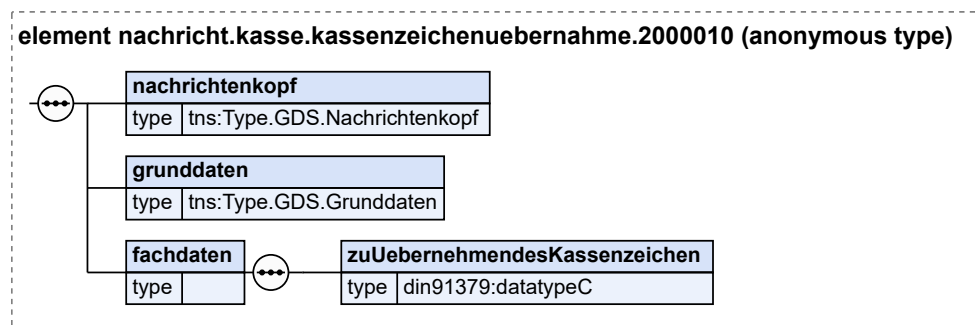 element nachricht.kasse.kassenzeichenuebernahme.2000010 (anonymous type)
nachrichtenkopf
type tns:Type.GDS.Nachrichtenkopf
grunddaten
type tns:Type.GDS.Grunddaten
fachdaten
type
zuUebernehmendesKassenzeichen
type din91379:datatypeC